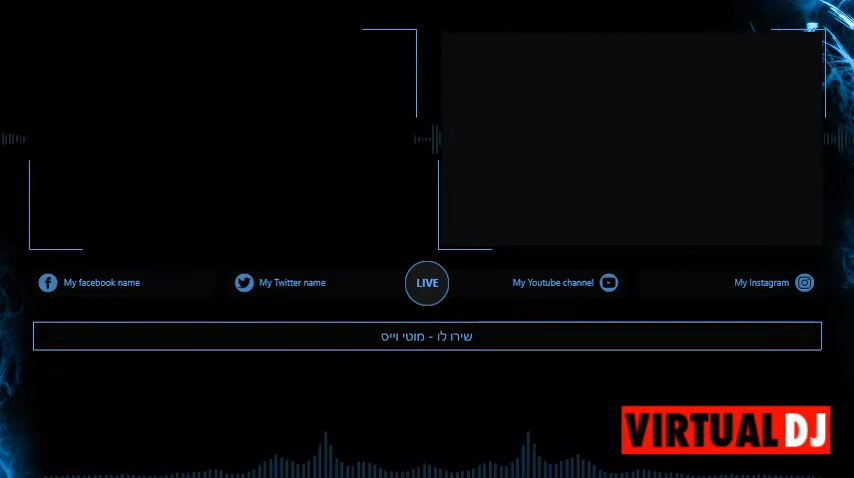 My facebook name
My Twitter name
LIVE
My Youtube channel
My Instagram
שירו לו - מוטי וייס
VIRTUAL DJ